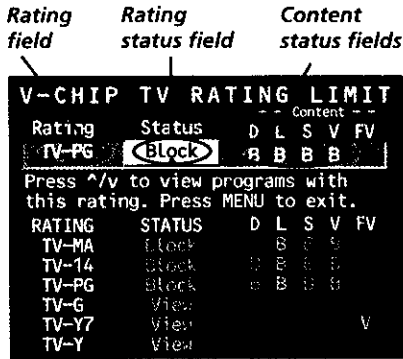 Rating field
Rating status field
Content status fields
V-CHIP TV RATING LIMIT
-- Content --
Rating Status D L S V FV
TV-PG Block B B B B
Press ^/v to view programs with
this rating. Press MENU to exit.
RATING STATUS D L S V FV
TV-MA Block B S B
TV-14 Block D B B B
TV-PG Block B B B B
TV-G View
TV-Y7 View V
TV-Y View